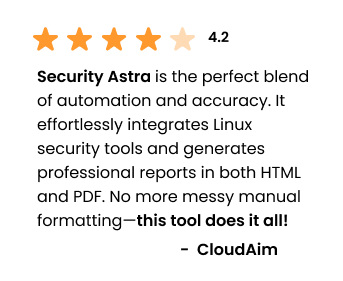 4.2
Security Astra is the perfect blend
of automation and accuracy. It
effortlessly integrates Linux
security tools and generates
professional reports in both HTML
and PDF. No more messy manual
formatting—this tool does it all!
- CloudAim